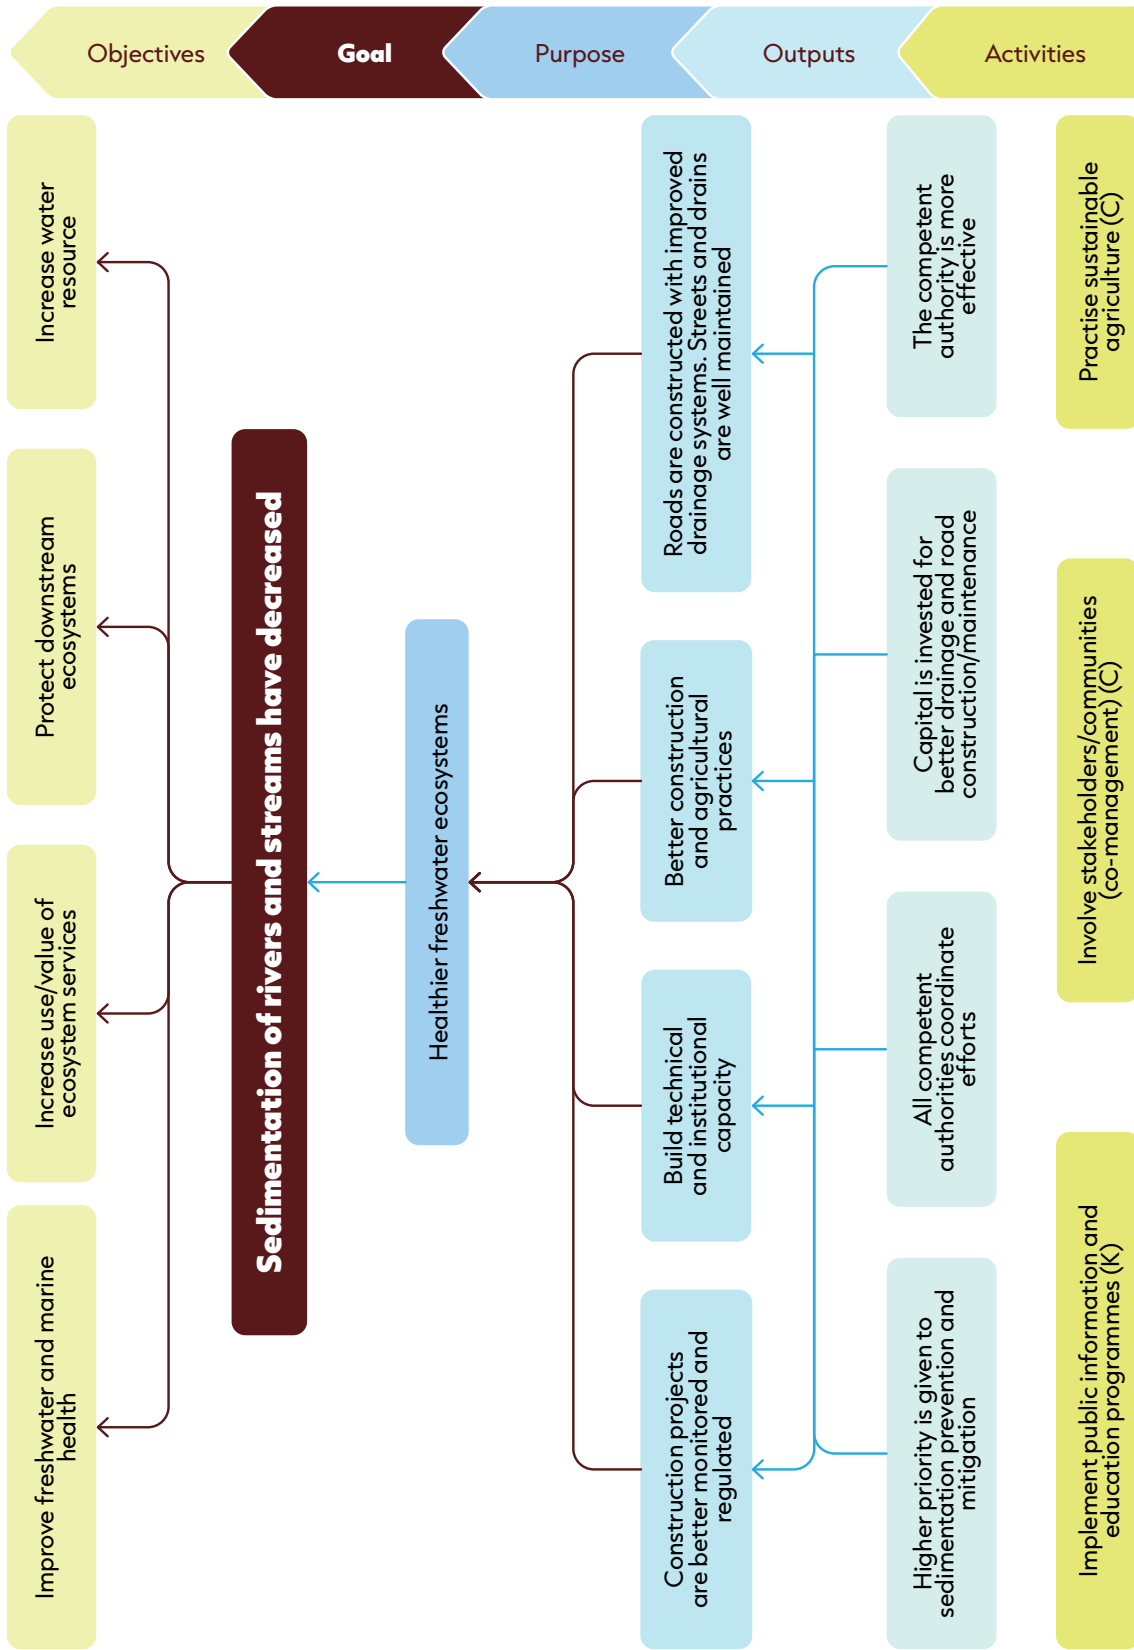 Improve freshwater and marine
health
Increase use/value of
ecosystem services
Protect downstream
ecosystems
Increase water
resource
Objectives
Sedimentation of rivers and streams have decreased
Goal
Healthier freshwater ecosystems
Purpose
Construction projects
are better monitored and
regulated
Build technical
and institutional
capacity
Better construction
and agricultural
practices
Roads are constructed with improved
drainage systems. Streets and drains
are well maintained
Outputs
Higher priority is given to
sedimentation prevention and
mitigation
All competent
authorities coordinate
efforts
Capital is invested for
better drainage and road
construction/maintenance
The competent
authority is more
effective
Activities
Implement public information and
education programmes (K)
Involve stakeholders/communities
(co-management) (C)
Practise sustainable
agriculture (C)